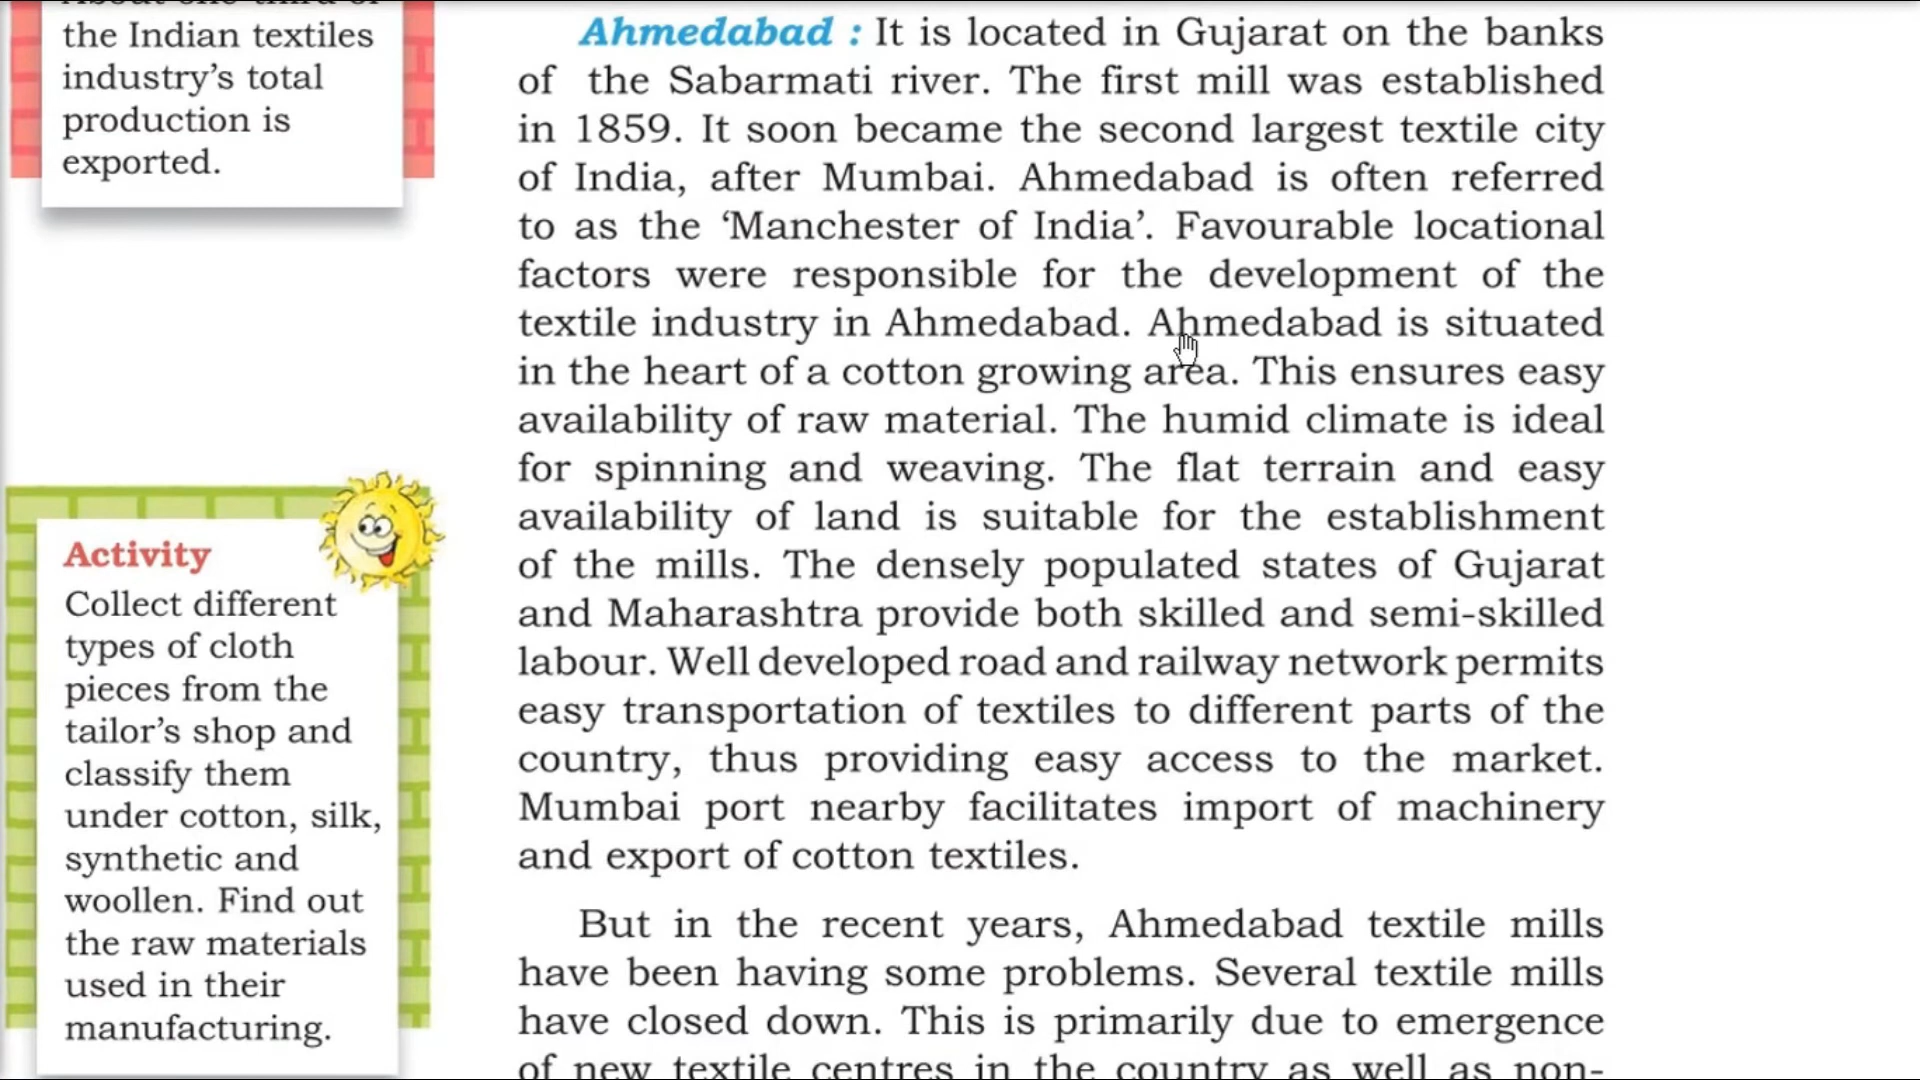 the Indian textiles
industry's total
production is
exported.
Activity
Collect different
types of cloth
pieces from the
tailor's shop and
classify them
under cotton, silk,
synthetic and
woollen. Find out
the raw materials
used in their
manufacturing.
Ahmedabad : It is located in Gujarat on the banks
of the Sabarmati river. The first mill was established
in 1859. It soon became the second largest textile city
of India, after Mumbai. Ahmedabad is often referred
to as the ‘Manchester of India’. Favourable locational
factors were responsible for the development of the
textile industry in Ahmedabad. Ahmedabad is situated
in the heart of a cotton growing area. This ensures easy
availability of raw material. The humid climate is ideal
for spinning and weaving. The flat terrain and easy
availability of land is suitable for the establishment
of the mills. The densely populated states of Gujarat
and Maharashtra provide both skilled and semi-skilled
labour. Well developed road and railway network permits
easy transportation of textiles to different parts of the
country, thus providing easy access to the market.
Mumbai port nearby facilitates import of machinery
and export of cotton textiles.
But in the recent years, Ahmedabad textile mills
have been having some problems. Several textile mills
have closed down. This is primarily due to emergence
of new textile centres in the country as well as non-